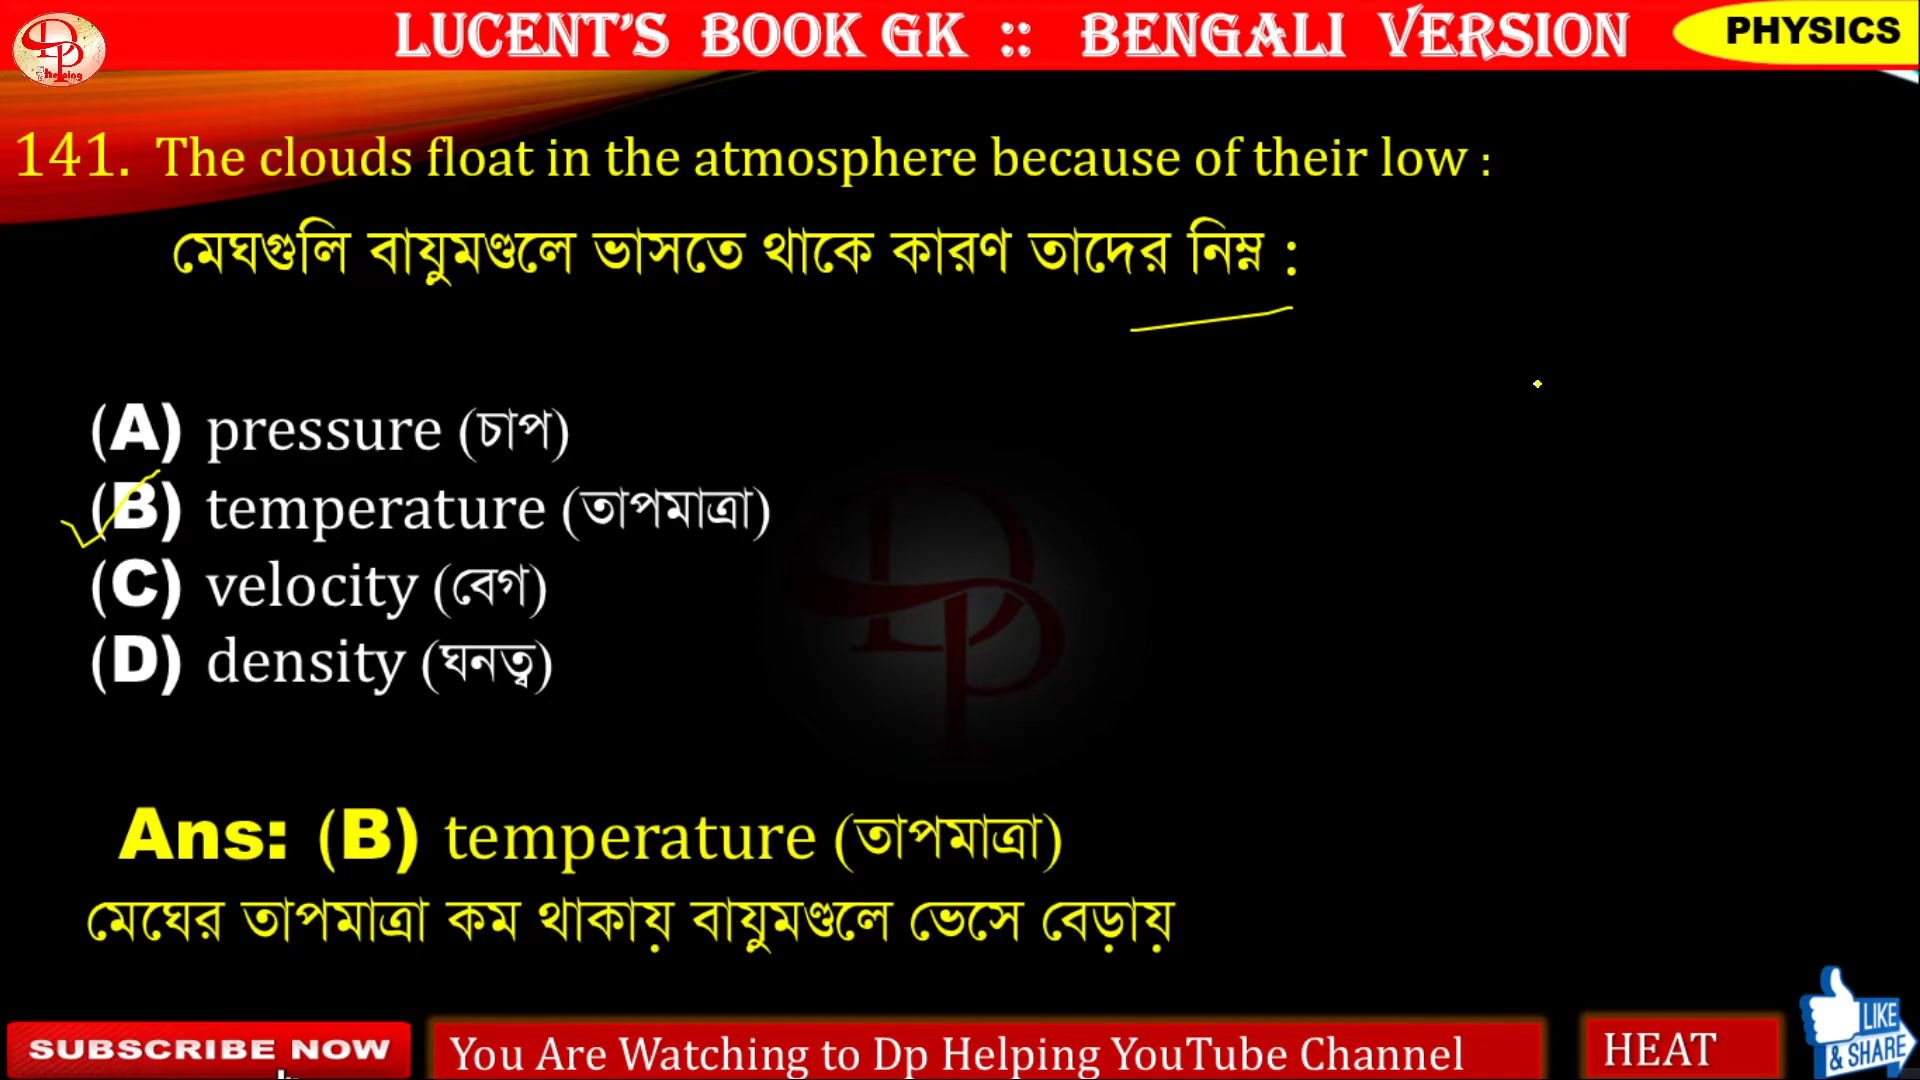 LUCENT'S BOOK GK :: BENGALI VERSION
PHYSICS
helping
141. The clouds float in the atmosphere because of their low :
মেঘগুলি বায়ুমণ্ডলে ভাসতে থাকে কারণ তাদের নিম্ন :
(A) pressure (চাপ)
(B) temperature (তাপমাত্রা)
(C) velocity (বেগ)
(D) density (ঘনত্ব)
Ans: (B) temperature (তাপমাত্রা)
মেঘের তাপমাত্রা কম থাকায় বায়ুমণ্ডলে ভেসে বেড়ায়
SUBSCRIBE NOW
You Are Watching to Dp Helping YouTube Channel
HEAT
LIKE
& SHARE